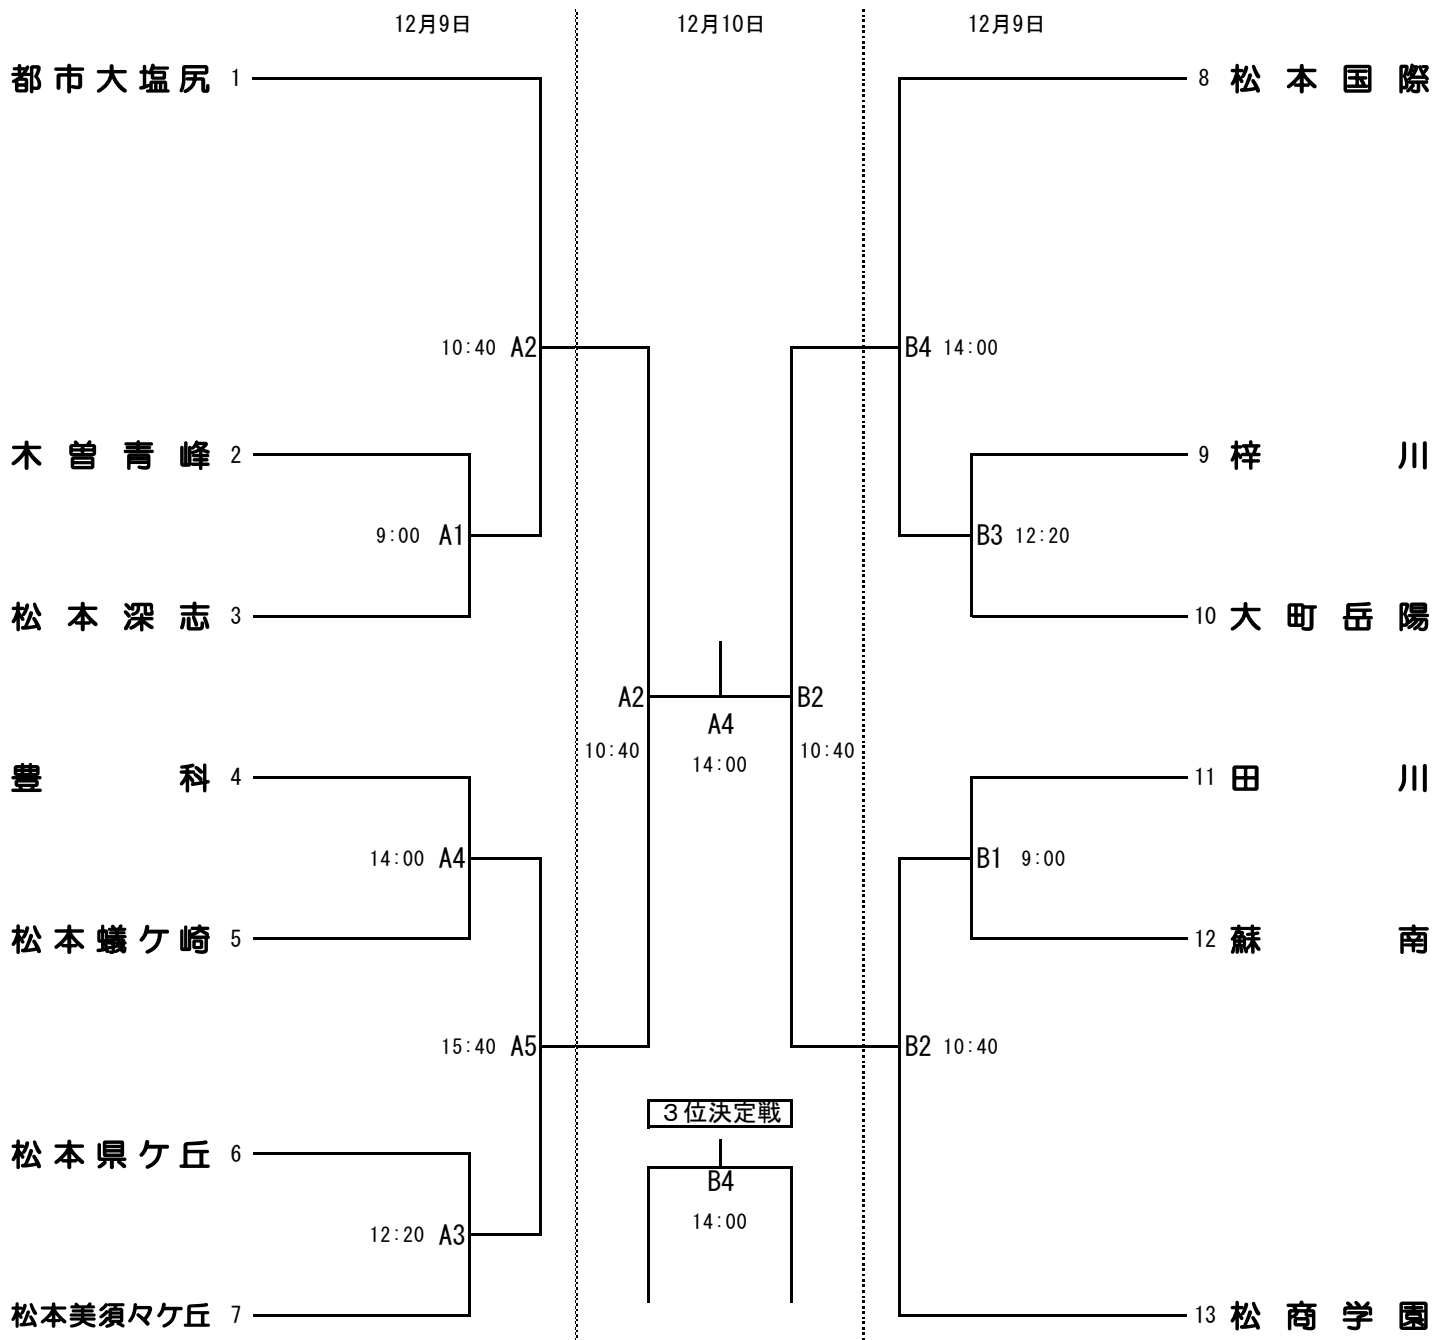 12月9日 12月10日 12月9日
都市大塩尻 1
8 松本国際
10:40 A2
B4 14:00
木曽青峰 2
9 梓川
9:00 A1
B3 12:20
松本深志 3
10 大町岳陽
A2
B2
A4
10:40
10:40
14:00
豊科 4
11 田川
14:00 A4
B1 9:00
松本蟻ケ崎 5
12 蘇南
15:40 A5
B2 10:40
３位決定戦
松本県ケ丘 6
B4
14:00
12:20 A3
松本美須々ケ丘 7
13 松商学園